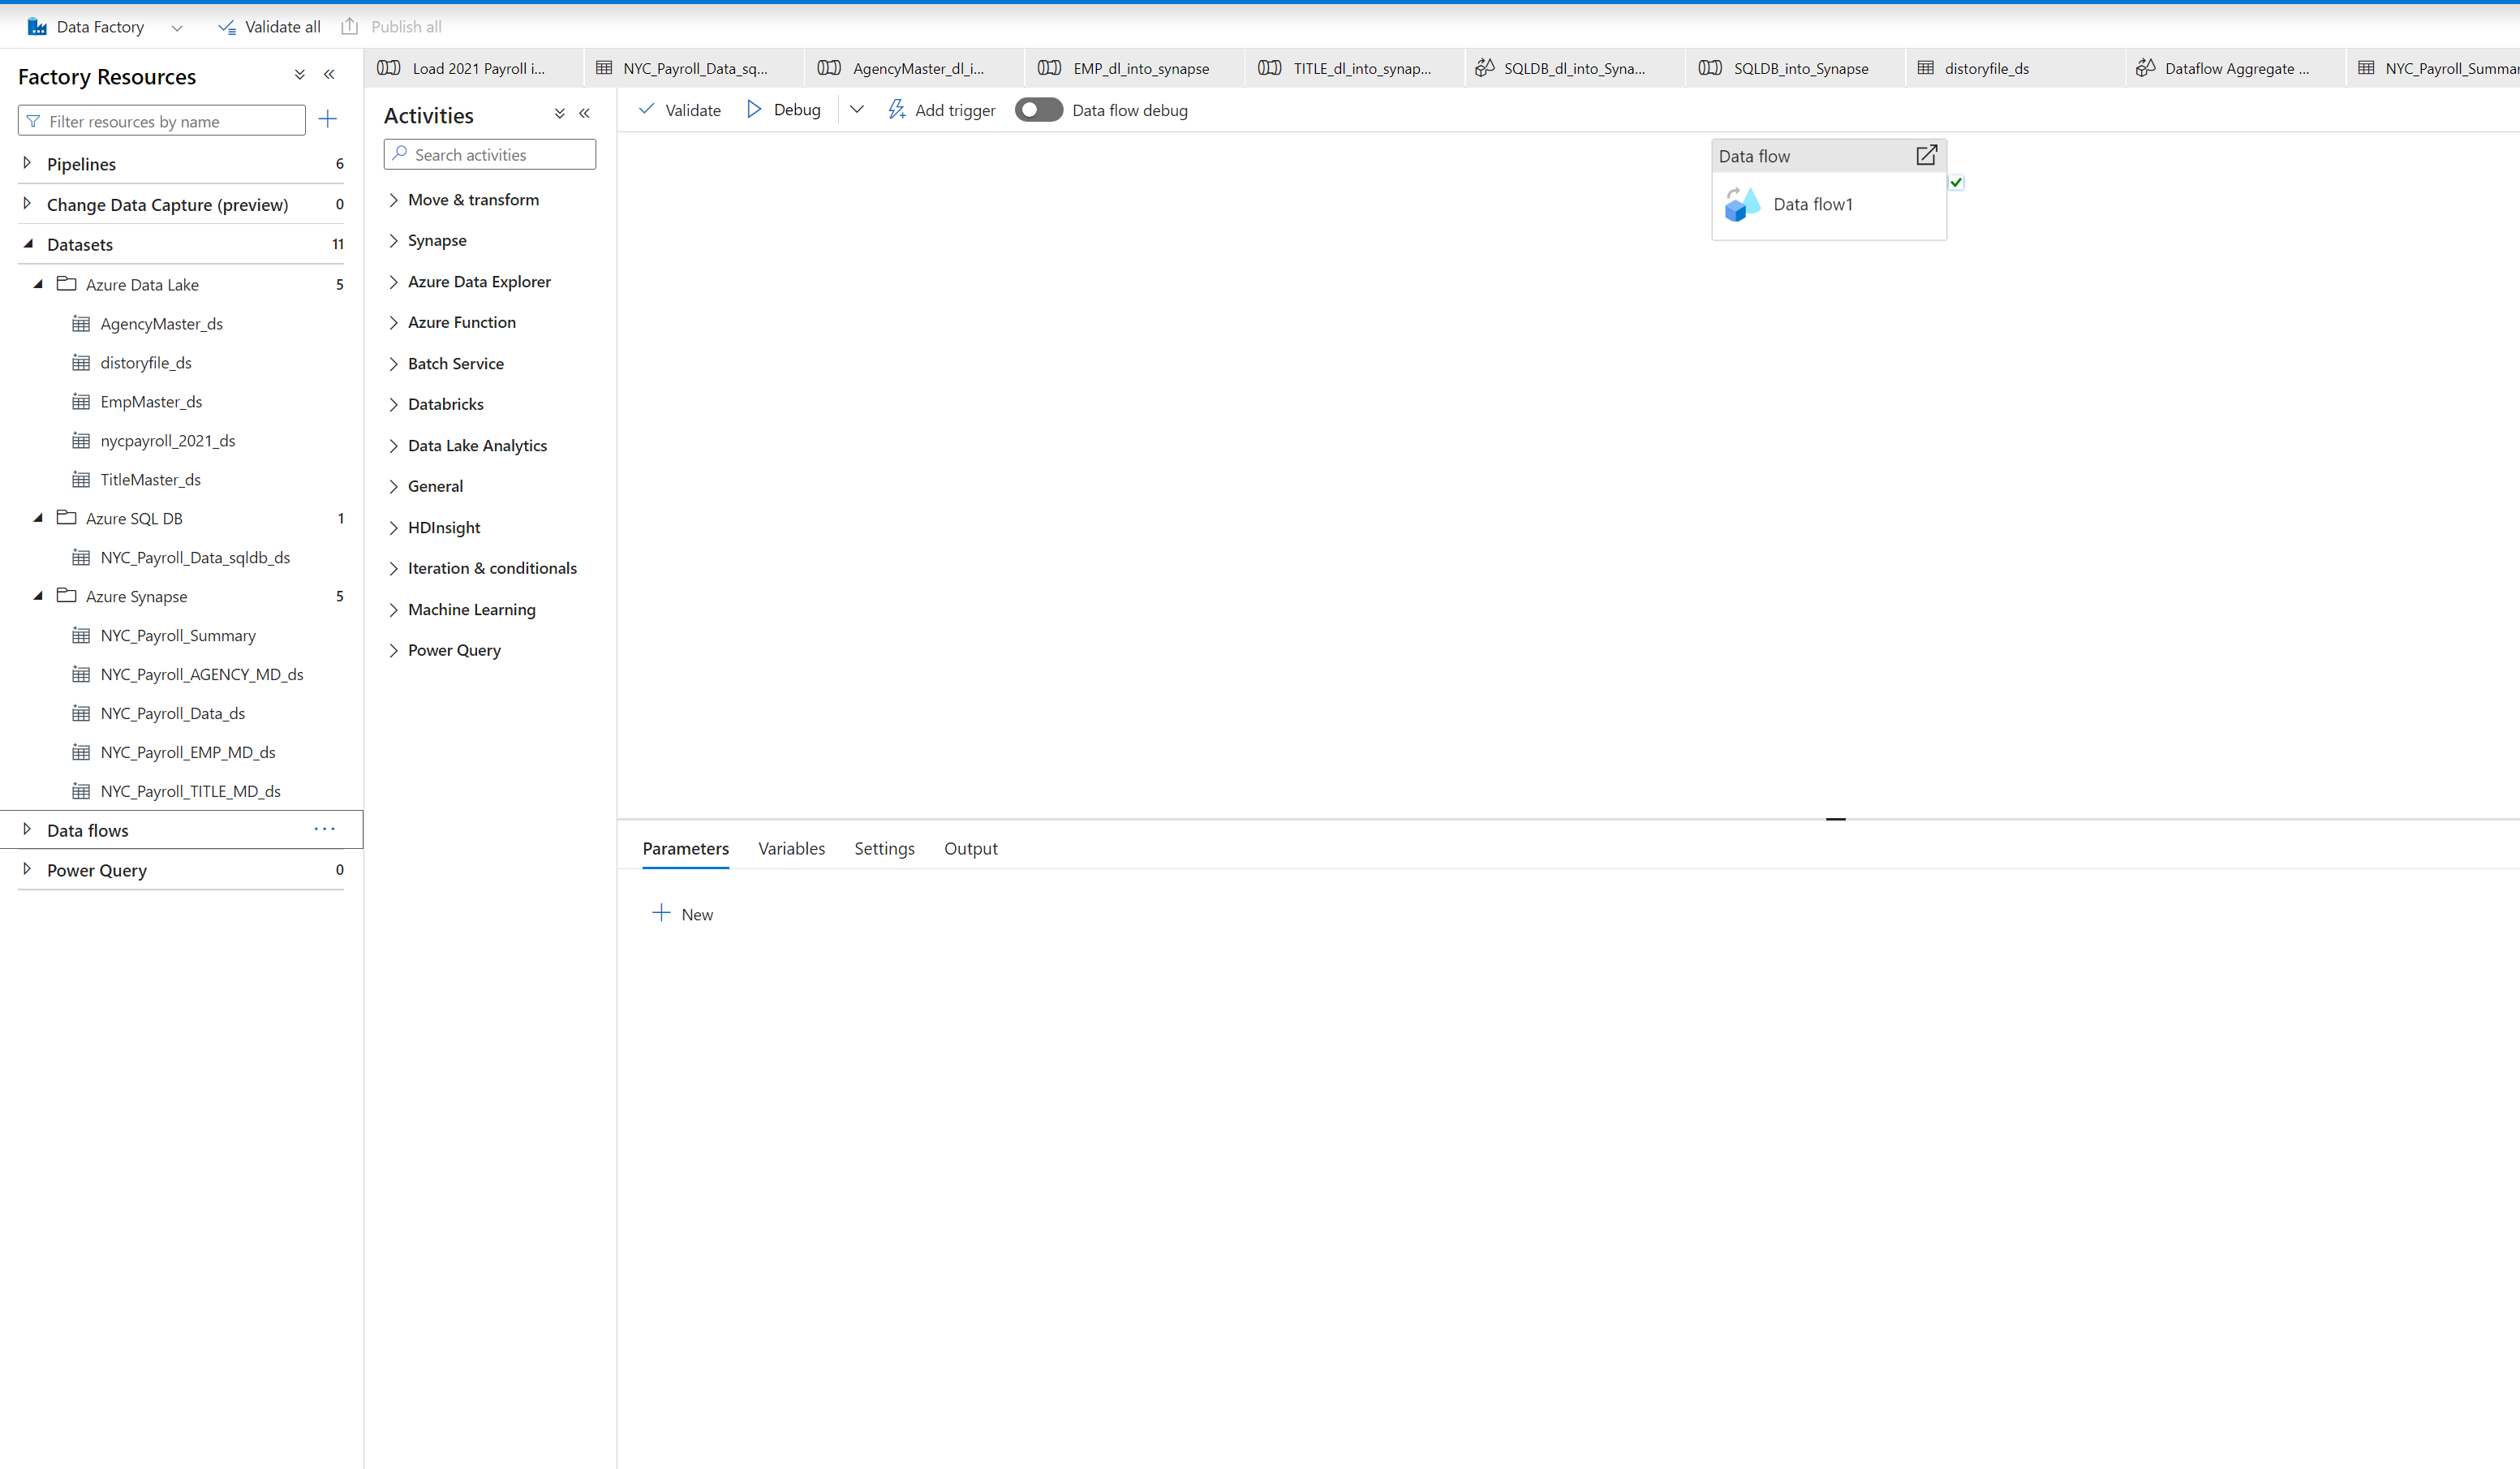 Data Factory
Validate all
Publish all
Factory Resources
Filter resources by name
Pipelines 6
Change Data Capture (preview) 0
Datasets 11
Azure Data Lake 5
AgencyMaster_ds
distoryfile_ds
EmpMaster_ds
nycpayroll_2021_ds
TitleMaster_ds
Azure SQL DB 1
NYC_Payroll_Data_sqldb_ds
Azure Synapse 5
NYC_Payroll_Summary
NYC_Payroll_AGENCY_MD_ds
NYC_Payroll_Data_ds
NYC_Payroll_EMP_MD_ds
NYC_Payroll_TITLE_MD_ds
Data flows ...
Power Query 0
Load 2021 Payroll i...
NYC_Payroll_Data_sq...
AgencyMaster_dl_i...
EMP_dl_into_synapse
TITLE_dl_into_synap...
SQLDB_dl_into_Syna...
SQLDB_into_Synapse
distoryfile_ds
Dataflow Aggregate ...
NYC_Payroll_Summar
Activities
Search activities
Move & transform
Synapse
Azure Data Explorer
Azure Function
Batch Service
Databricks
Data Lake Analytics
General
HDInsight
Iteration & conditionals
Machine Learning
Power Query
Validate
Debug
Add trigger
Data flow debug
Data flow
Data flow1
Parameters
Variables
Settings
Output
New